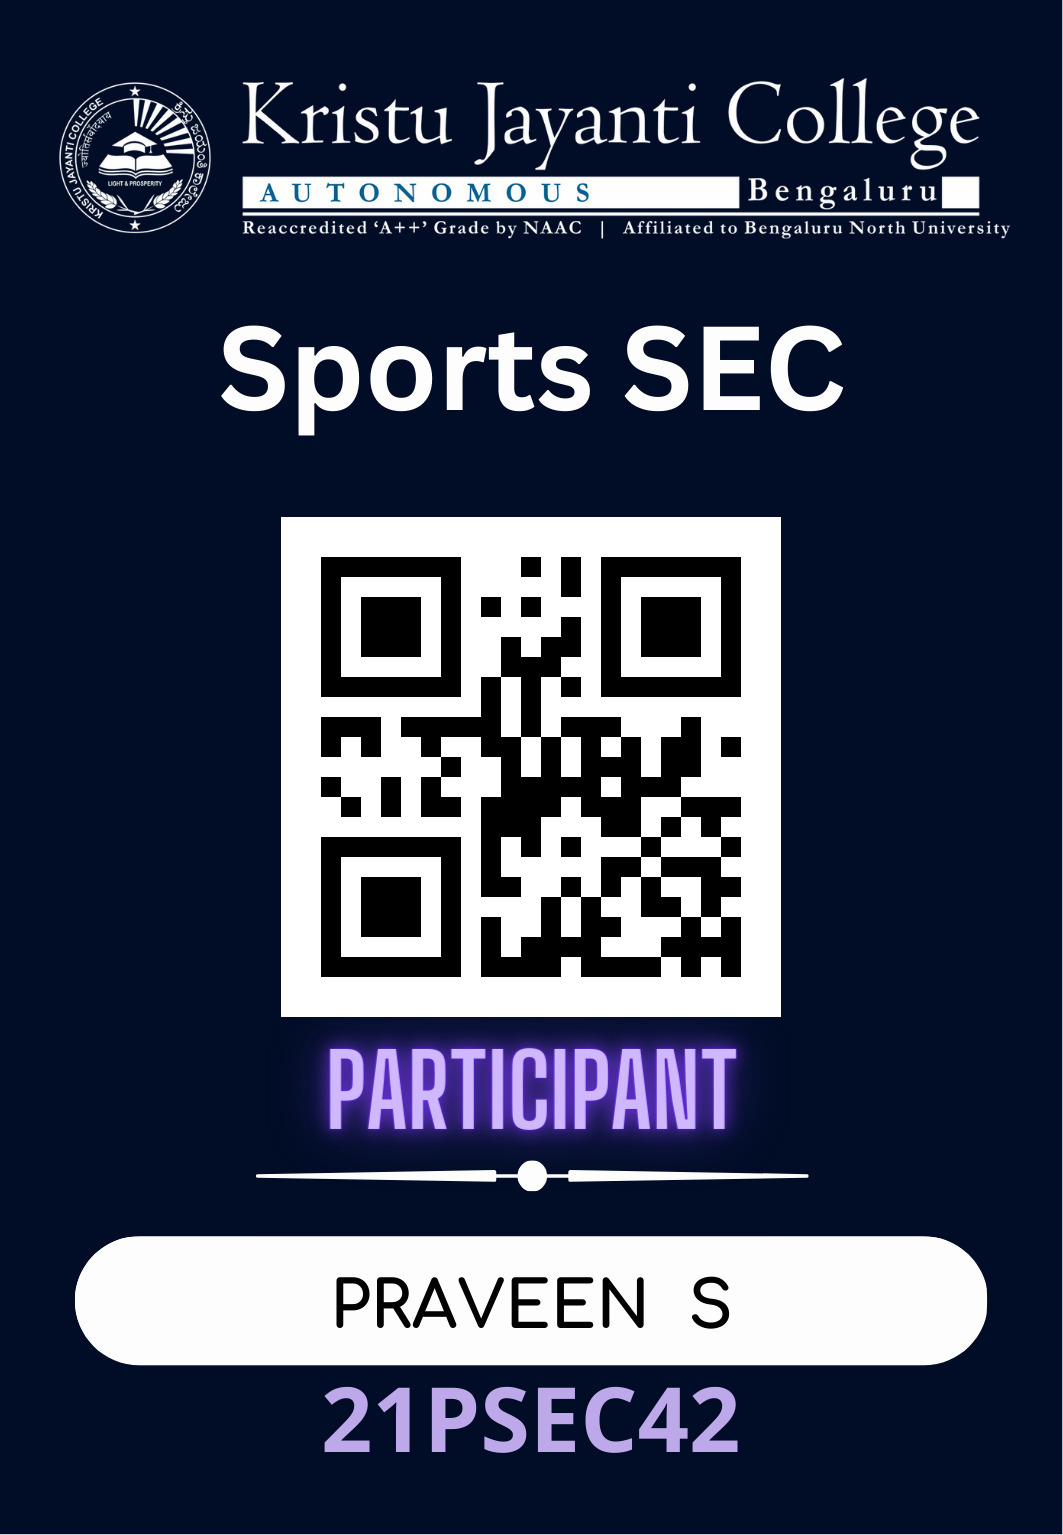 KRISTU JAYANTI COLLEGE
ಕ್ರಿಸ್ತು ಜಯಂತಿ ಕಾಲೇಜು
LIGHT & PROSPERITY
Kristu Jayanti College
AUTONOMOUS Bengaluru
Reaccredited ‘A++’ Grade by NAAC | Affiliated to Bengaluru North University
Sports SEC
PARTICIPANT
PRAVEEN S
21PSEC42